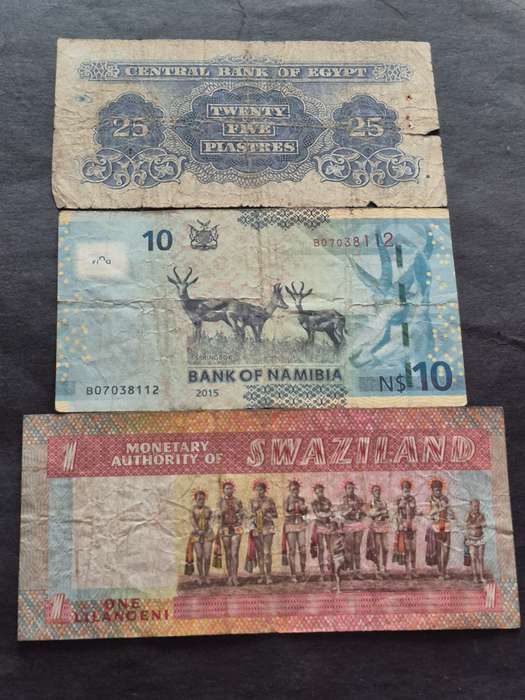 CENTRAL BANK OF EGYPT
25 TWENTY FIVE PIASTRES 25
10
B07038112
SPRINGBOK
BANK OF NAMIBIA
B07038112
2015
N$10
1
MONETARY
AUTHORITY OF
SWAZILAND
1
ONE
LILANGENI
1